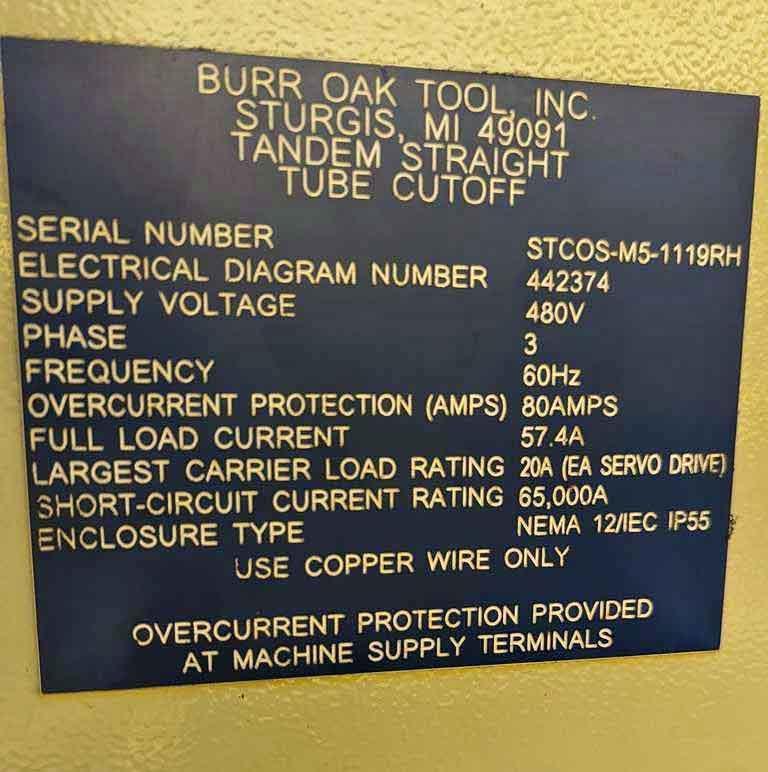 BURR OAK TOOL, INC.
STURGIS, MI 49091
TANDEM STRAIGHT
TUBE CUTOFF
SERIAL NUMBER STCOS-M5-1119RH
ELECTRICAL DIAGRAM NUMBER 442374
SUPPLY VOLTAGE 480V
PHASE 3
FREQUENCY 60Hz
OVERCURRENT PROTECTION (AMPS) 80AMPS
FULL LOAD CURRENT 57.4A
LARGEST CARRIER LOAD RATING 20A (EA SERVO DRIVE)
SHORT-CIRCUIT CURRENT RATING 65,000A
ENCLOSURE TYPE NEMA 12/IEC IP55
USE COPPER WIRE ONLY
OVERCURRENT PROTECTION PROVIDED
AT MACHINE SUPPLY TERMINALS